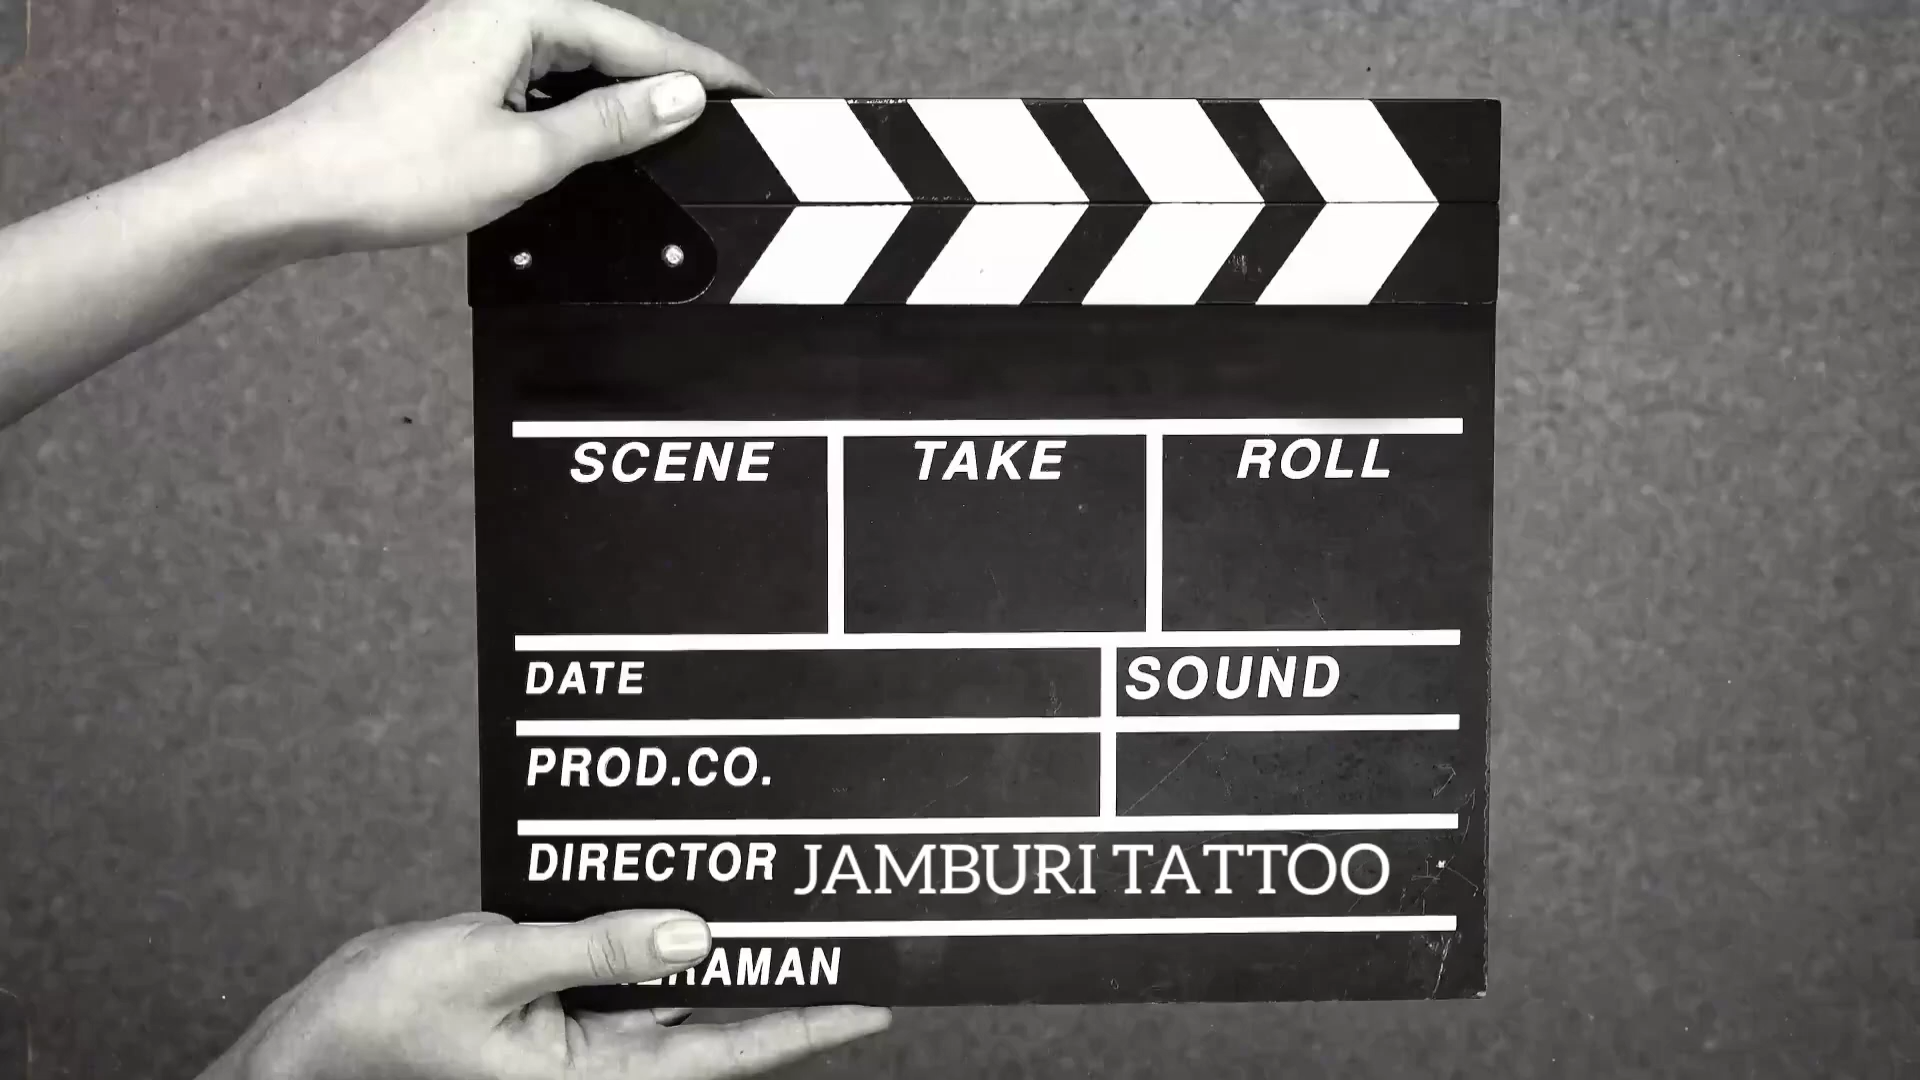 SCENE TAKE ROLL
DATE SOUND
PROD.CO.
DIRECTOR JAMBURI TATTOO